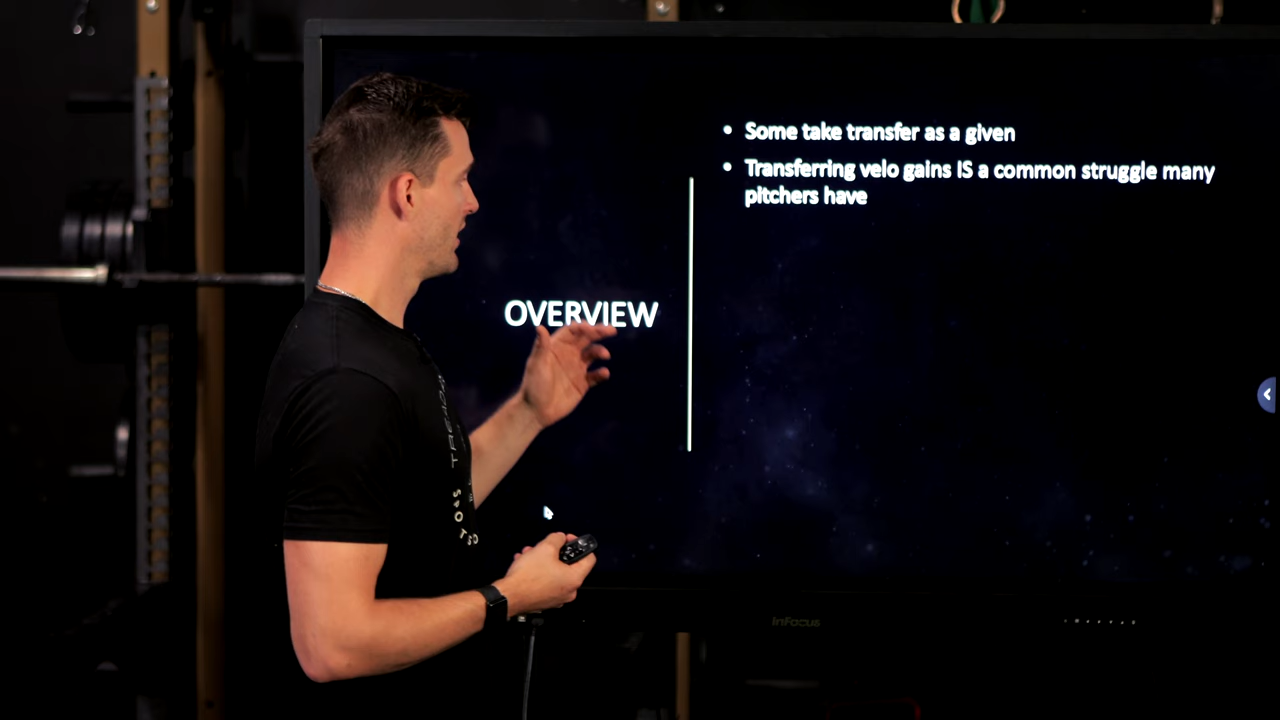 • Some take transfer as a given
• Transferring velo gains IS a common struggle many
pitchers have
OVERVIEW
InFocus